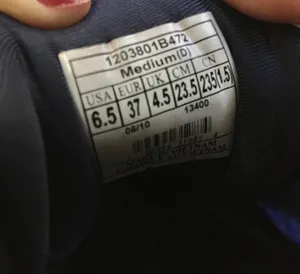 1203801B472
Medium(D)
USA EUR UK CM CN
6.5 37 4.5 23.5 235(1.5)
06/10 13400